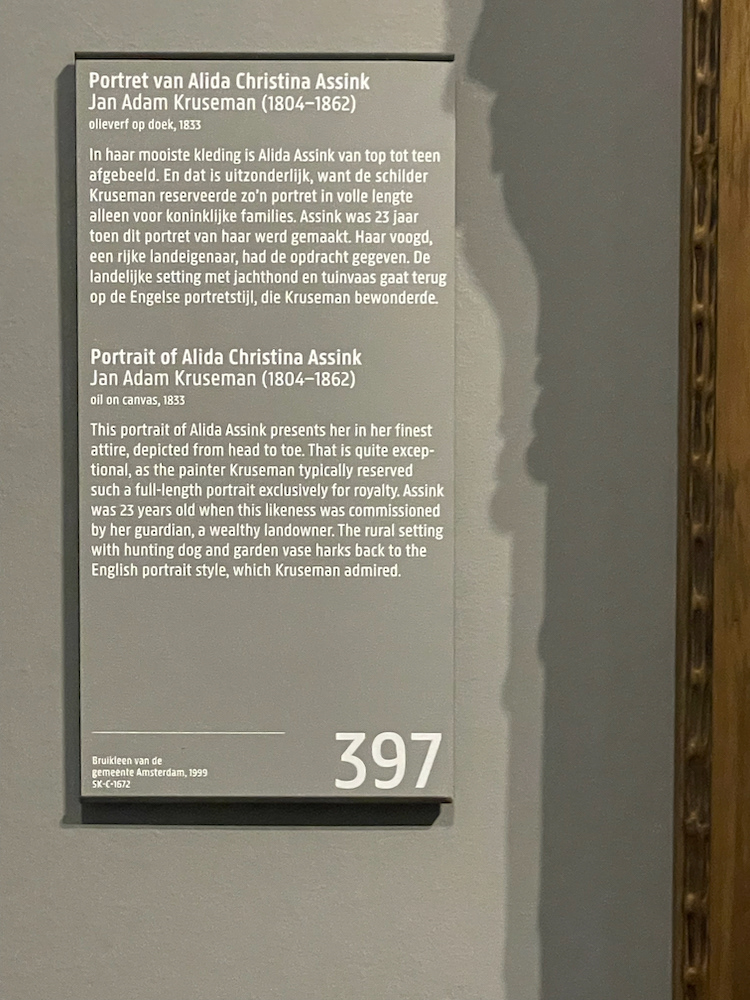 Portret van Alida Christina Assink
Jan Adam Kruseman (1804–1862)
olieverf op doek, 1833
In haar mooiste kleding is Alida Assink van top tot teen
afgebeeld. En dat is uitzonderlijk, want de schilder
Kruseman reserveerde zo'n portret in volle lengte
alleen voor koninklijke families. Assink was 23 jaar
toen dit portret van haar werd gemaakt. Haar voogd,
een rijke landeigenaar, had de opdracht gegeven. De
landelijke setting met jachthond en tuinvaas gaat terug
op de Engelse portretstijl, die Kruseman bewonderde.
Portrait of Alida Christina Assink
Jan Adam Kruseman (1804–1862)
oil on canvas, 1833
This portrait of Alida Assink presents her in her finest
attire, depicted from head to toe. That is quite excep-
tional, as the painter Kruseman typically reserved
such a full-length portrait exclusively for royalty. Assink
was 23 years old when this likeness was commissioned
by her guardian, a wealthy landowner. The rural setting
with hunting dog and garden vase harks back to the
English portrait style, which Kruseman admired.
Bruikleen van de
gemeente Amsterdam, 1999
SK-C-1672
397